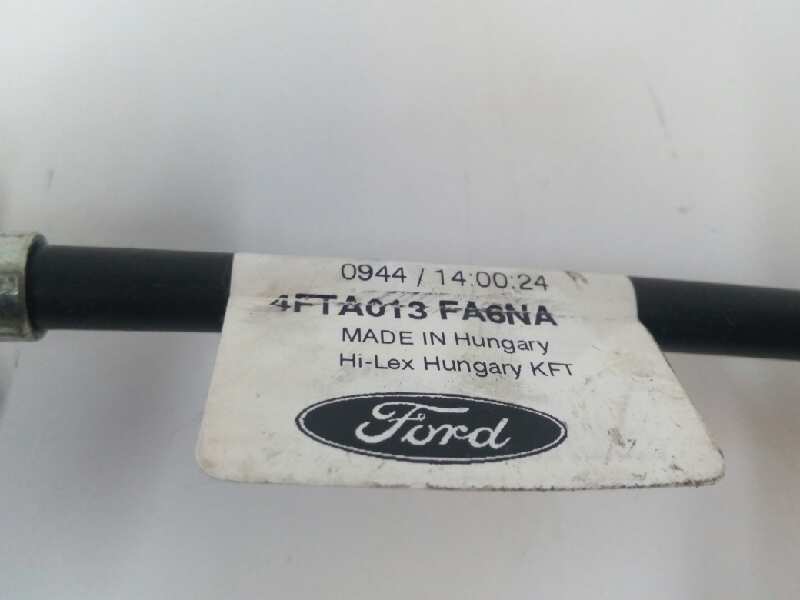 0944 / 14:00:24
4FTA013 FA6NA
MADE IN Hungary
Hi-Lex Hungary KFT
Ford